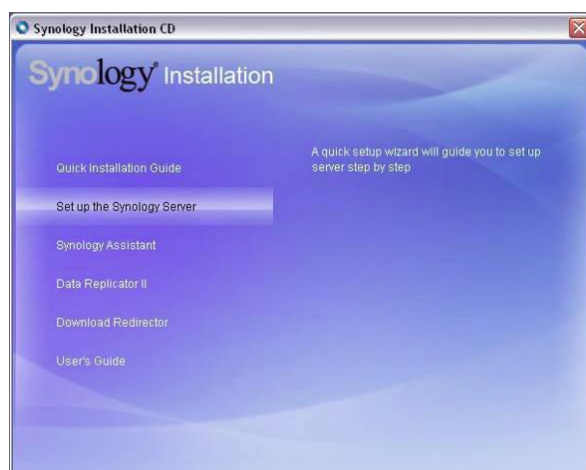 Synology Installation CD
Synology Installation
Quick Installation Guide
A quick setup wizard will guide you to set up
server step by step
Set up the Synology Server
Synology Assistant
Data Replicator II
Download Redirector
User's Guide